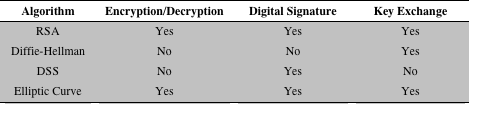 Algorithm Encryption/Decryption Digital Signature Key Exchange
RSA Yes Yes Yes
Diffie-Hellman No No Yes
DSS No Yes No
Elliptic Curve Yes Yes Yes